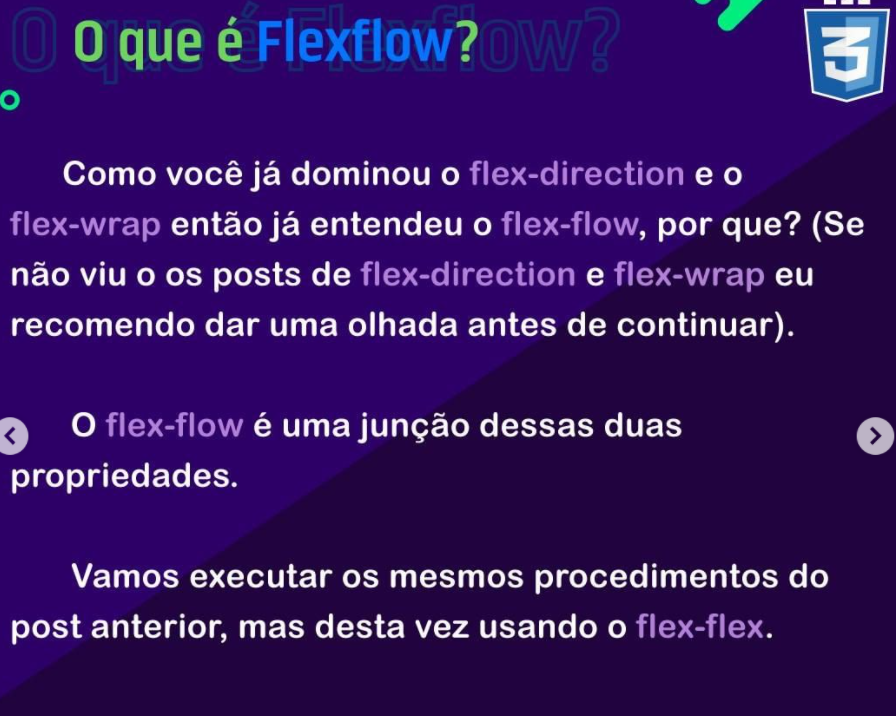 O que é Flexflow?
O que é Flexflow?
3
Como você já dominou o flex-direction e o
flex-wrap então já entendeu o flex-flow, por que? (Se
não viu o os posts de flex-direction e flex-wrap eu
recomendo dar uma olhada antes de continuar).
O flex-flow é uma junção dessas duas
propriedades.
Vamos executar os mesmos procedimentos do
post anterior, mas desta vez usando o flex-flex.